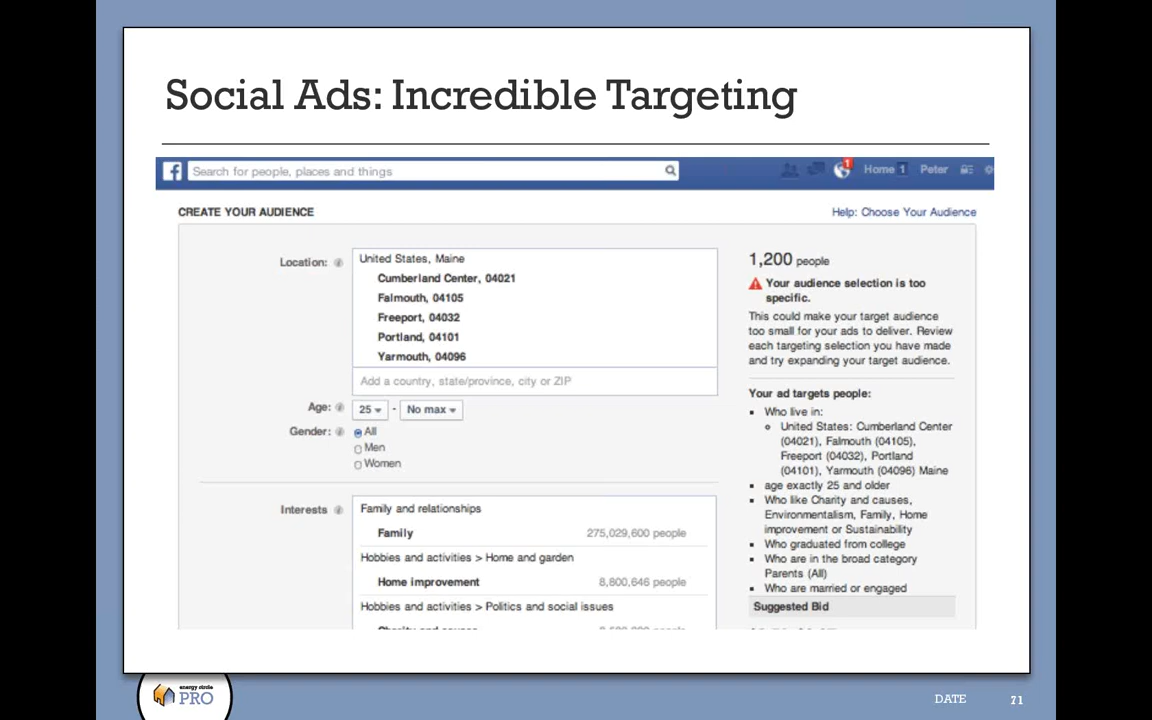 Social Ads: Incredible Targeting
Search for people, places and things
1
Home 1
Peter
CREATE YOUR AUDIENCE
Help: Choose Your Audience
Location:
United States, Maine
Cumberland Center, 04021
Falmouth, 04105
Freeport, 04032
Portland, 04101
Yarmouth, 04096
Add a country, state/province, city or ZIP
Age:
25 - No max
Gender:
All
Men
Women
Interests
Family and relationships
Family 275,029,600 people
Hobbies and activities > Home and garden
Home improvement 8,800,646 people
Hobbies and activities > Politics and social issues
1,200 people
Your audience selection is too
specific.
This could make your target audience
too small for your ads to deliver. Review
each targeting selection you have made
and try expanding your target audience.
Your ad targets people:
Who live in:
United States: Cumberland Center
(04021), Falmouth (04105),
Freeport (04032), Portland
(04101), Yarmouth (04096) Maine
age exactly 25 and older
Who like Charity and causes,
Environmentalism, Family, Home
improvement or Sustainability
Who graduated from college
Who are in the broad category
Parents (All)
Who are married or engaged
Suggested Bid
energy circle
PRO
DATE
71